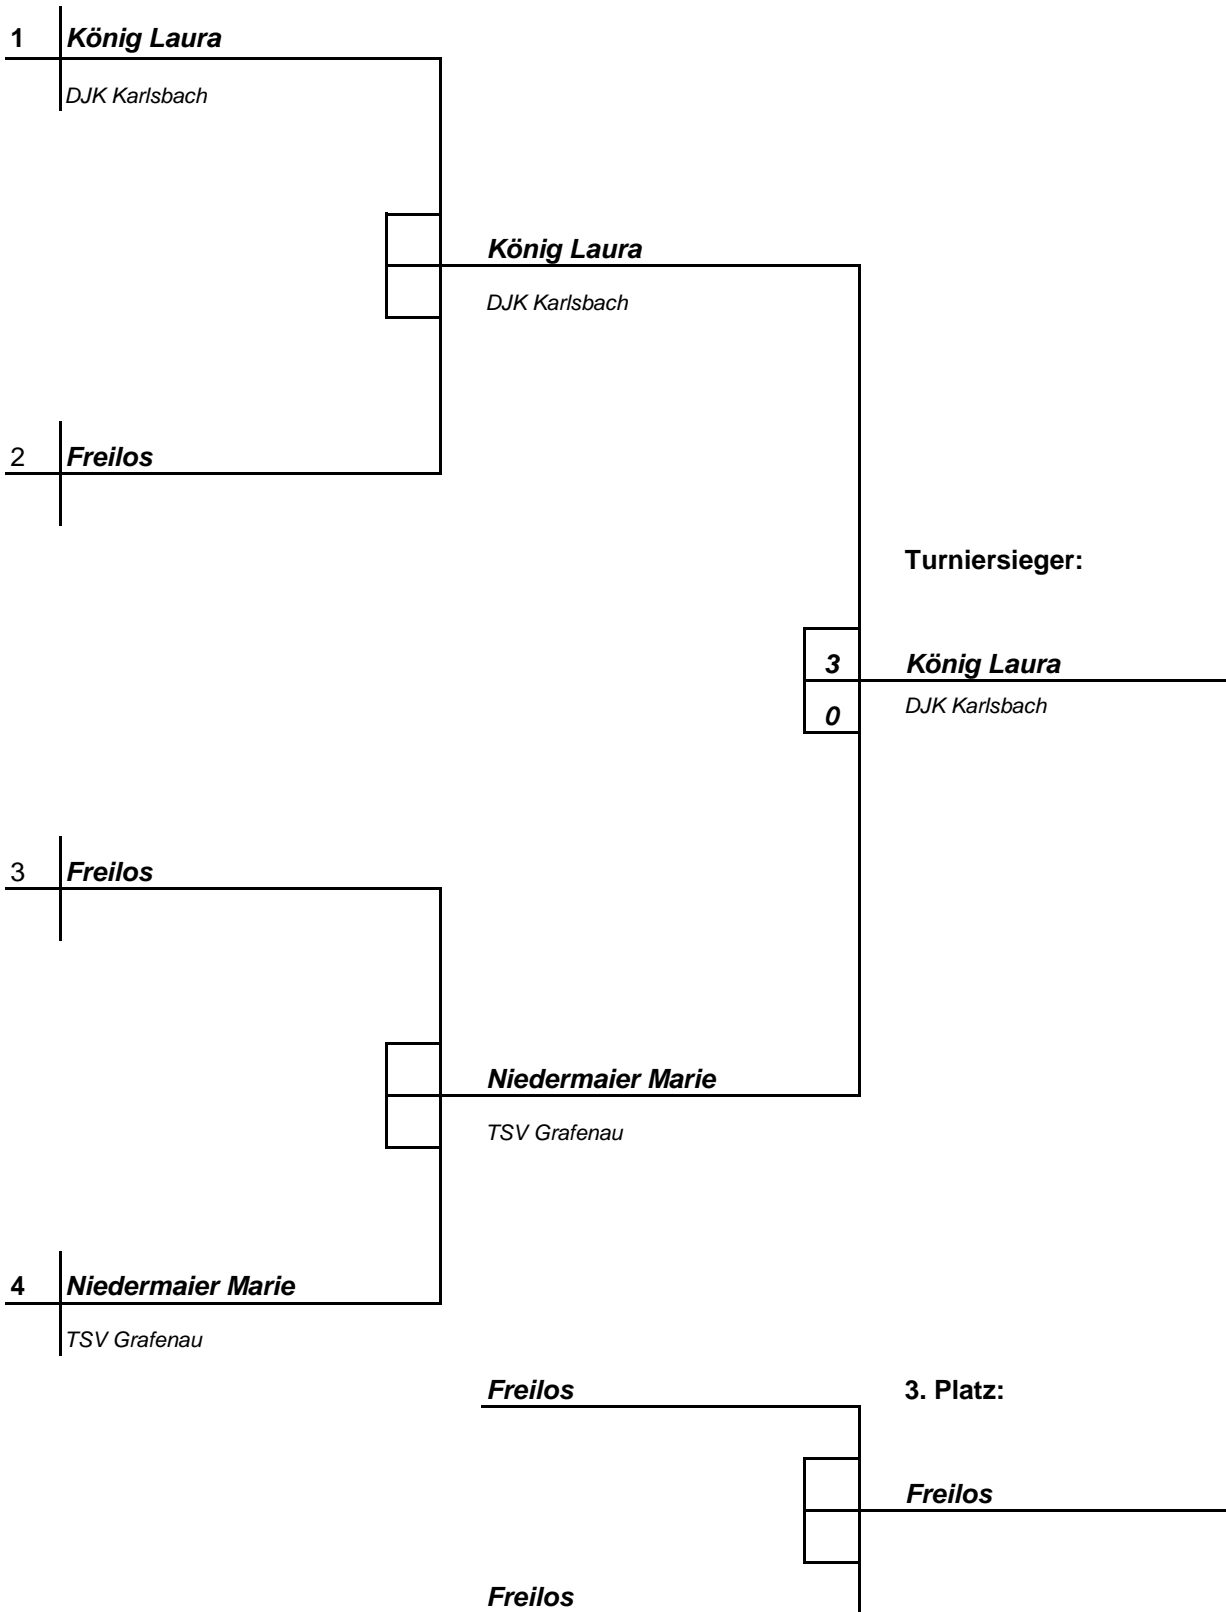 1 König Laura
DJK Karlsbach
König Laura
DJK Karlsbach
2 Freilos
Turniersieger:
3 König Laura
0 DJK Karlsbach
3 Freilos
Niedermaier Marie
TSV Grafenau
4 Niedermaier Marie
TSV Grafenau
Freilos 3. Platz:
Freilos
Freilos